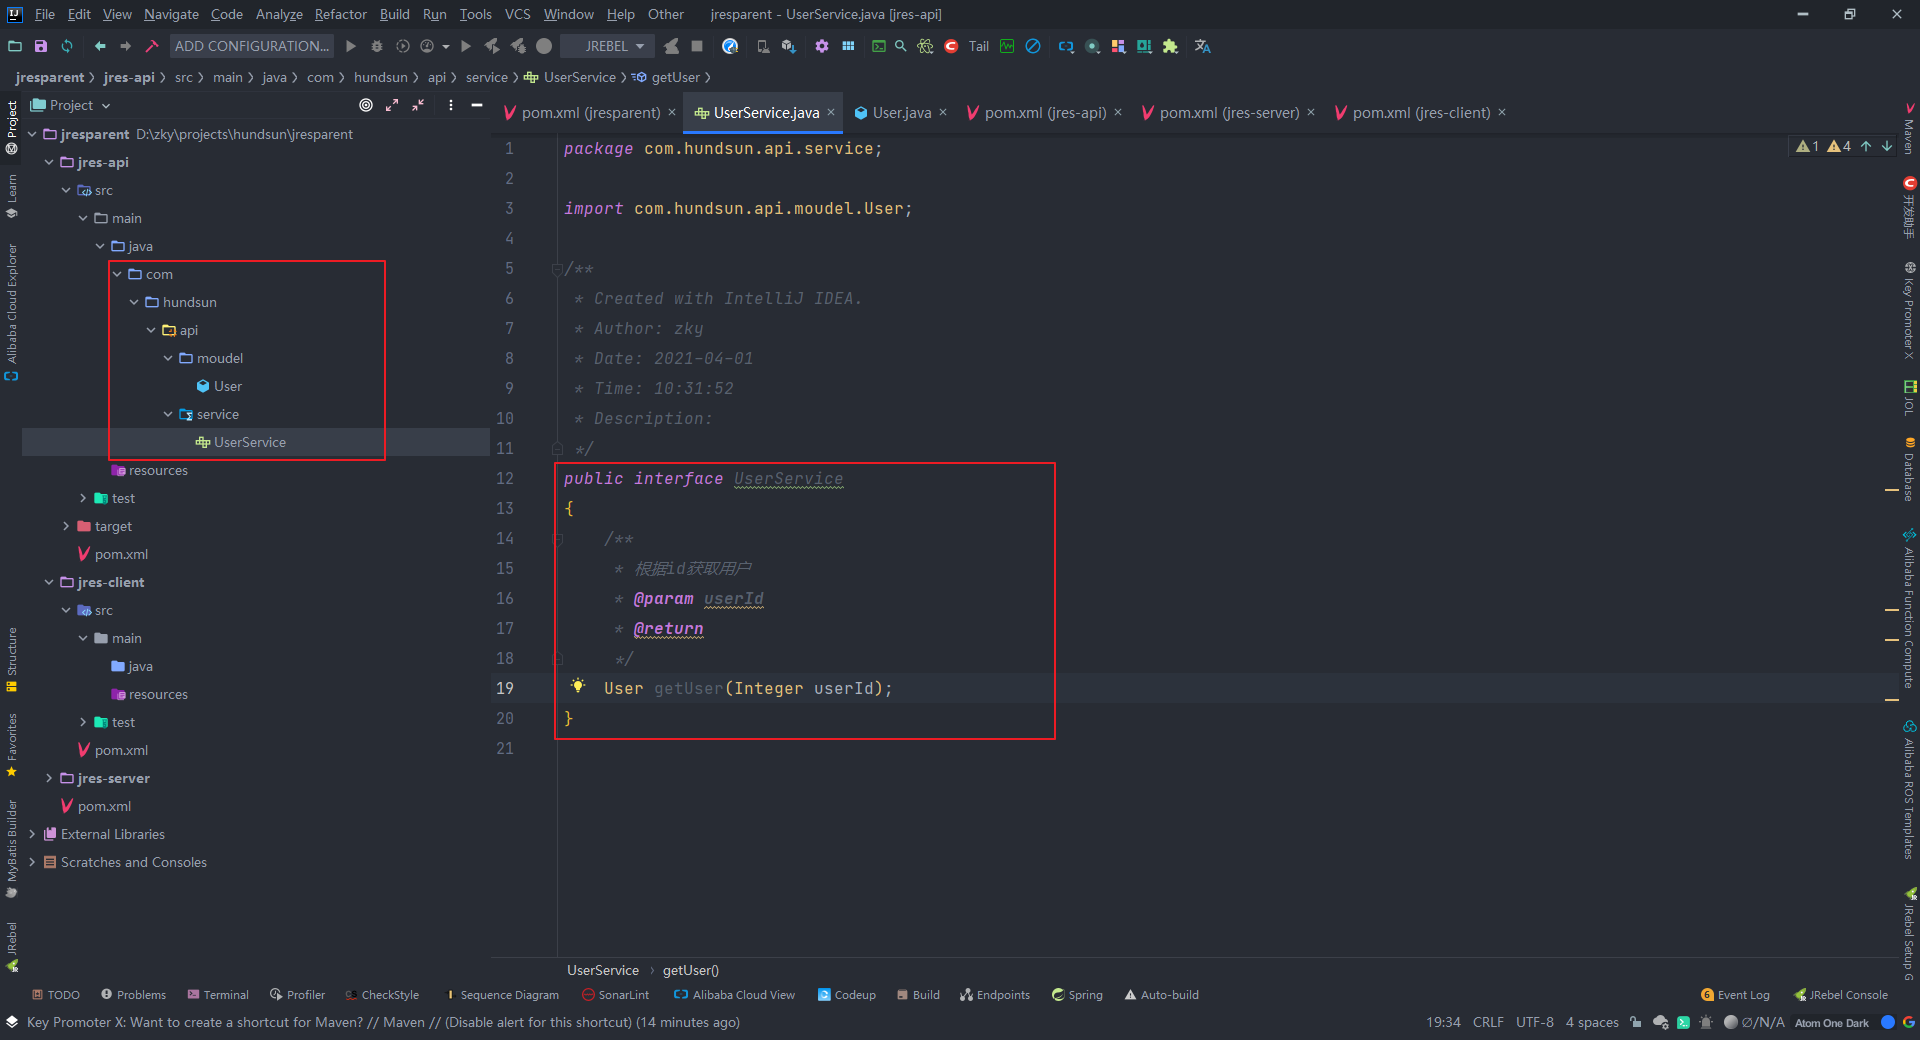 File Edit View Navigate Code Analyze Refactor Build Run Tools VCS Window Help Other jresparent - UserService.java [jres-api]
ADD CONFIGURATION... JREBEL Tail
jresparent jres-api src main java com hundsun api service UserService getUser
Project
pom.xml (jresparent) UserService.java User.java pom.xml (jres-api) pom.xml (jres-server) pom.xml (jres-client)
jresparent D:\zky\projects\hundsun\jresparent
jres-api
src
main
java
com
hundsun
api
moudel
User
service
UserService
resources
test
target
pom.xml
jres-client
src
main
java
resources
test
pom.xml
jres-server
pom.xml
External Libraries
Scratches and Consoles
1 package com.hundsun.api.service;
2
3 import com.hundsun.api.moudel.User;
4
5 /**
6 * Created with IntelliJ IDEA.
7 * Author: zky
8 * Date: 2021-04-01
9 * Time: 10:31:52
10 * Description:
11 */
12 public interface UserService
13 {
14 /**
15 * 根据id获取用户
16 * @param userId
17 * @return
18 */
19 User getUser(Integer userId);
20 }
21
1 4
Project
Learn
Alibaba Cloud Explorer
Structure
Favorites
MyBatis Builder
JRebel
Maven
开发助手
Key Promoter X
JOL
Database
Alibaba Function Compute
Alibaba ROS Templates
JRebel Setup G
UserService getUser()
TODO Problems Terminal Profiler CheckStyle Sequence Diagram SonarLint Alibaba Cloud View Codeup Build Endpoints Spring Auto-build 6 Event Log JRebel Console
Key Promoter X: Want to create a shortcut for Maven? // Maven // (Disable alert for this shortcut) (14 minutes ago) 19:34 CRLF UTF-8 4 spaces Ø/N/A Atom One Dark